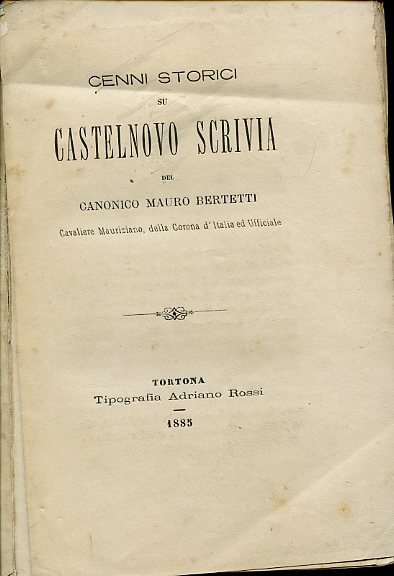 CENNI STORICI
SU
CASTELNOVO SCRIVIA
DEL
CANONICO MAURO BERTETTI
Cavaliere Mauriziano, della Corona d'Italia ed Ufficiale
TORTONA
Tipografia Adriano Rossi
1885